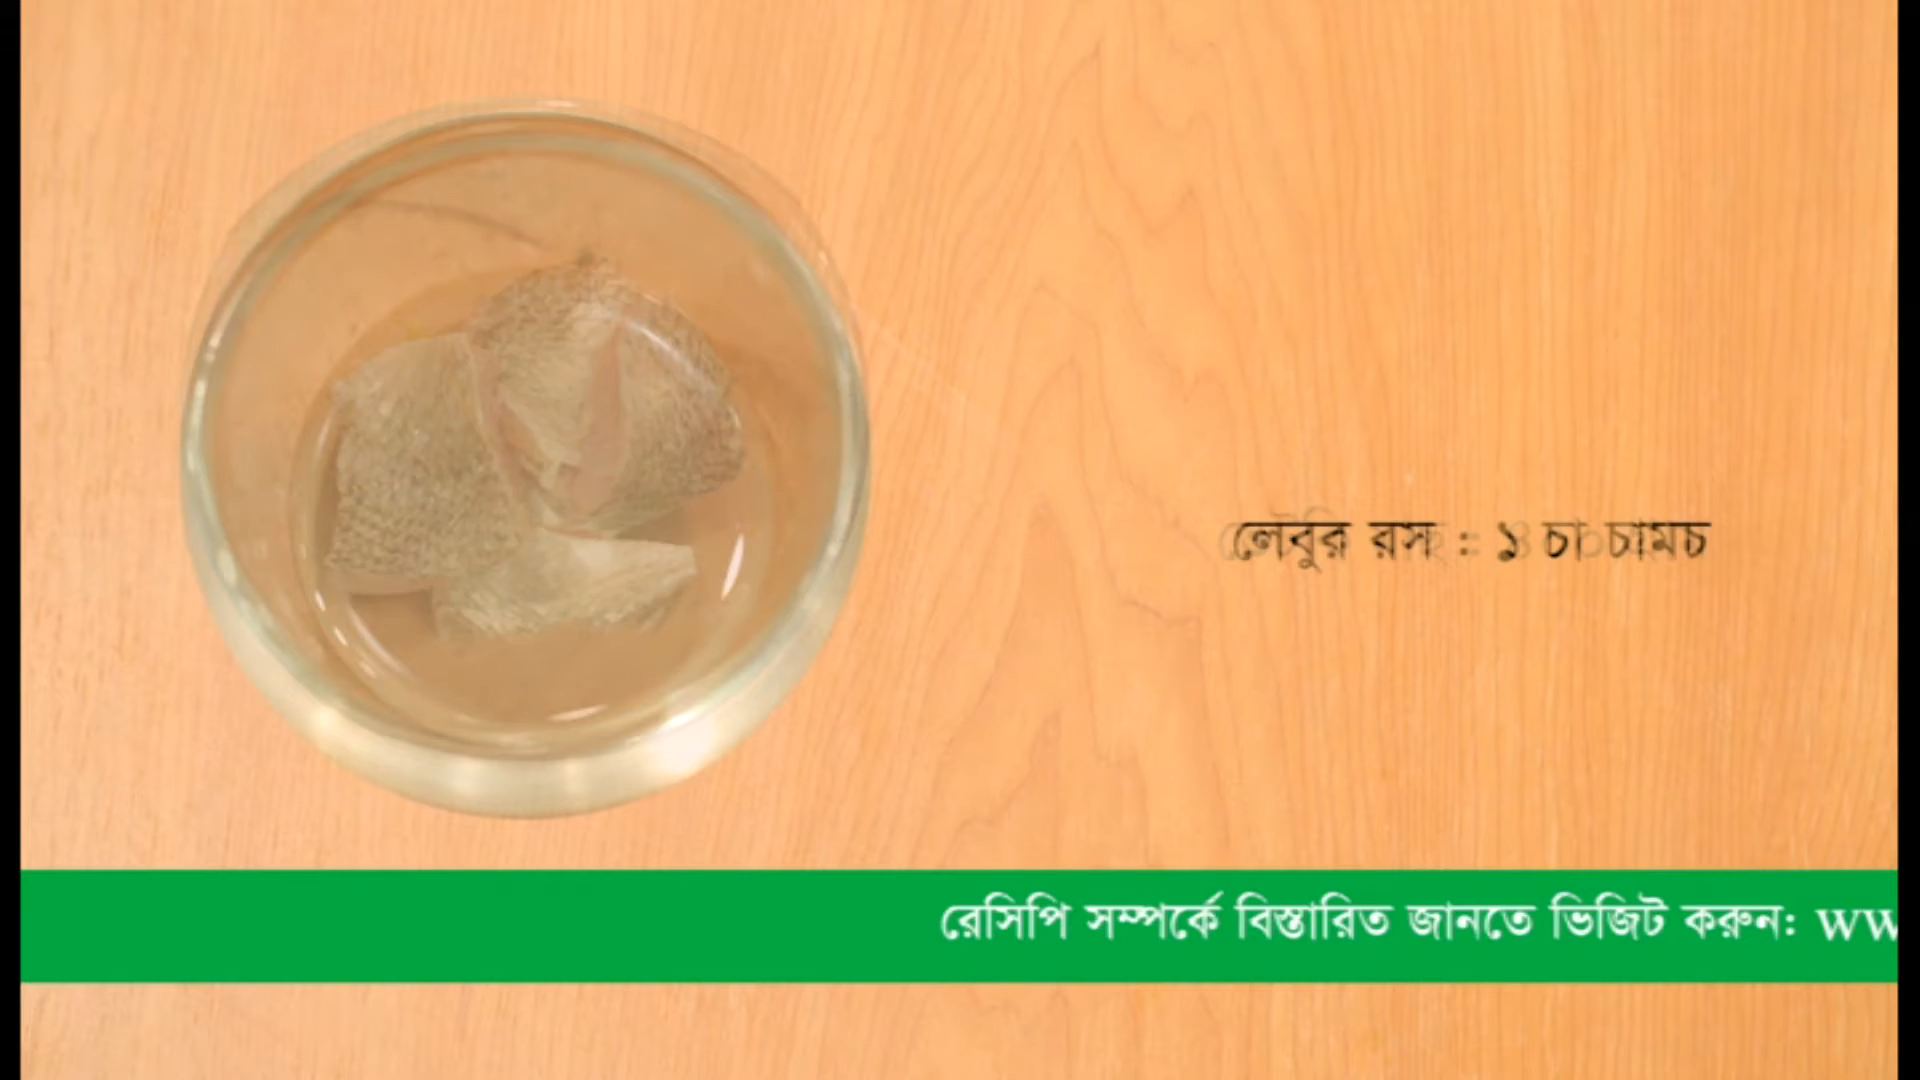 লেবুর রস : ১ চা চামচ
রেসিপি সম্পর্কে বিস্তারিত জানতে ভিজিট করুন: ww